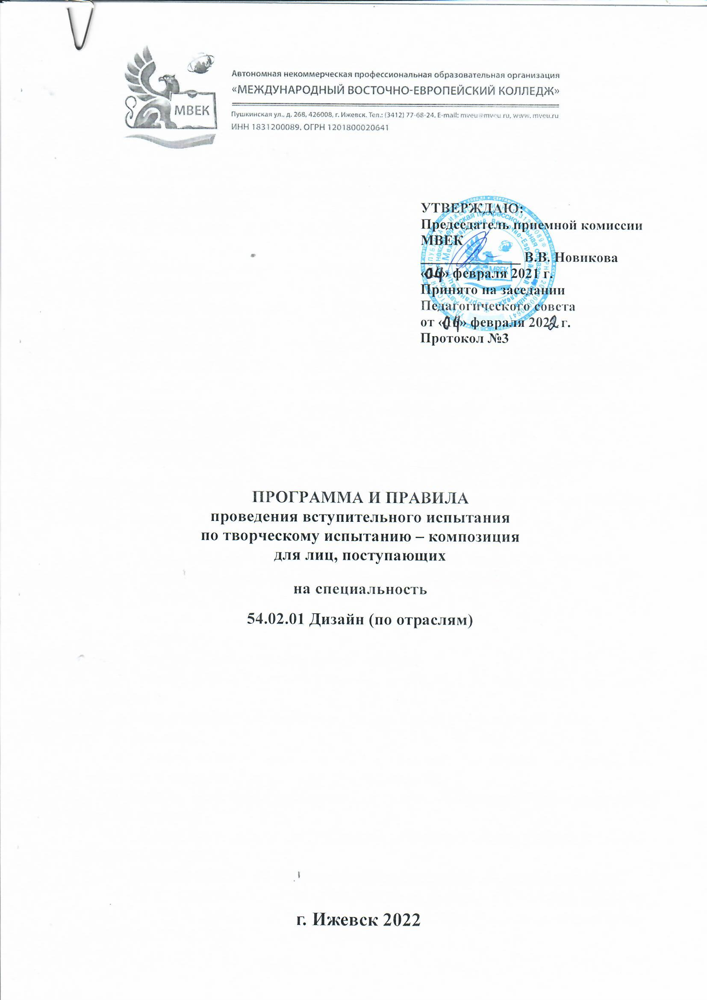 МВЕК
Автономная некоммерческая профессиональная образовательная организация
«МЕЖДУНАРОДНЫЙ ВОСТОЧНО-ЕВРОПЕЙСКИЙ КОЛЛЕДЖ»
Пушкинская ул., д. 268, 426008, г. Ижевск. Тел.: (3412) 77-68-24. E-mail: mveu@mveu.ru, www. mveu.ru
ИНН 1831200089, ОГРН 1201800020641
УТВЕРЖДАЮ:
Председатель приемной комиссии
МВЕК
______________ В.В. Новикова
«04» февраля 2021 г.
Принято на заседании
Педагогического совета
от «04» февраля 2022 г.
Протокол №3
МВЕК
ПРОГРАММА И ПРАВИЛА
проведения вступительного испытания
по творческому испытанию – композиция
для лиц, поступающих
на специальность
54.02.01 Дизайн (по отраслям)
г. Ижевск 2022